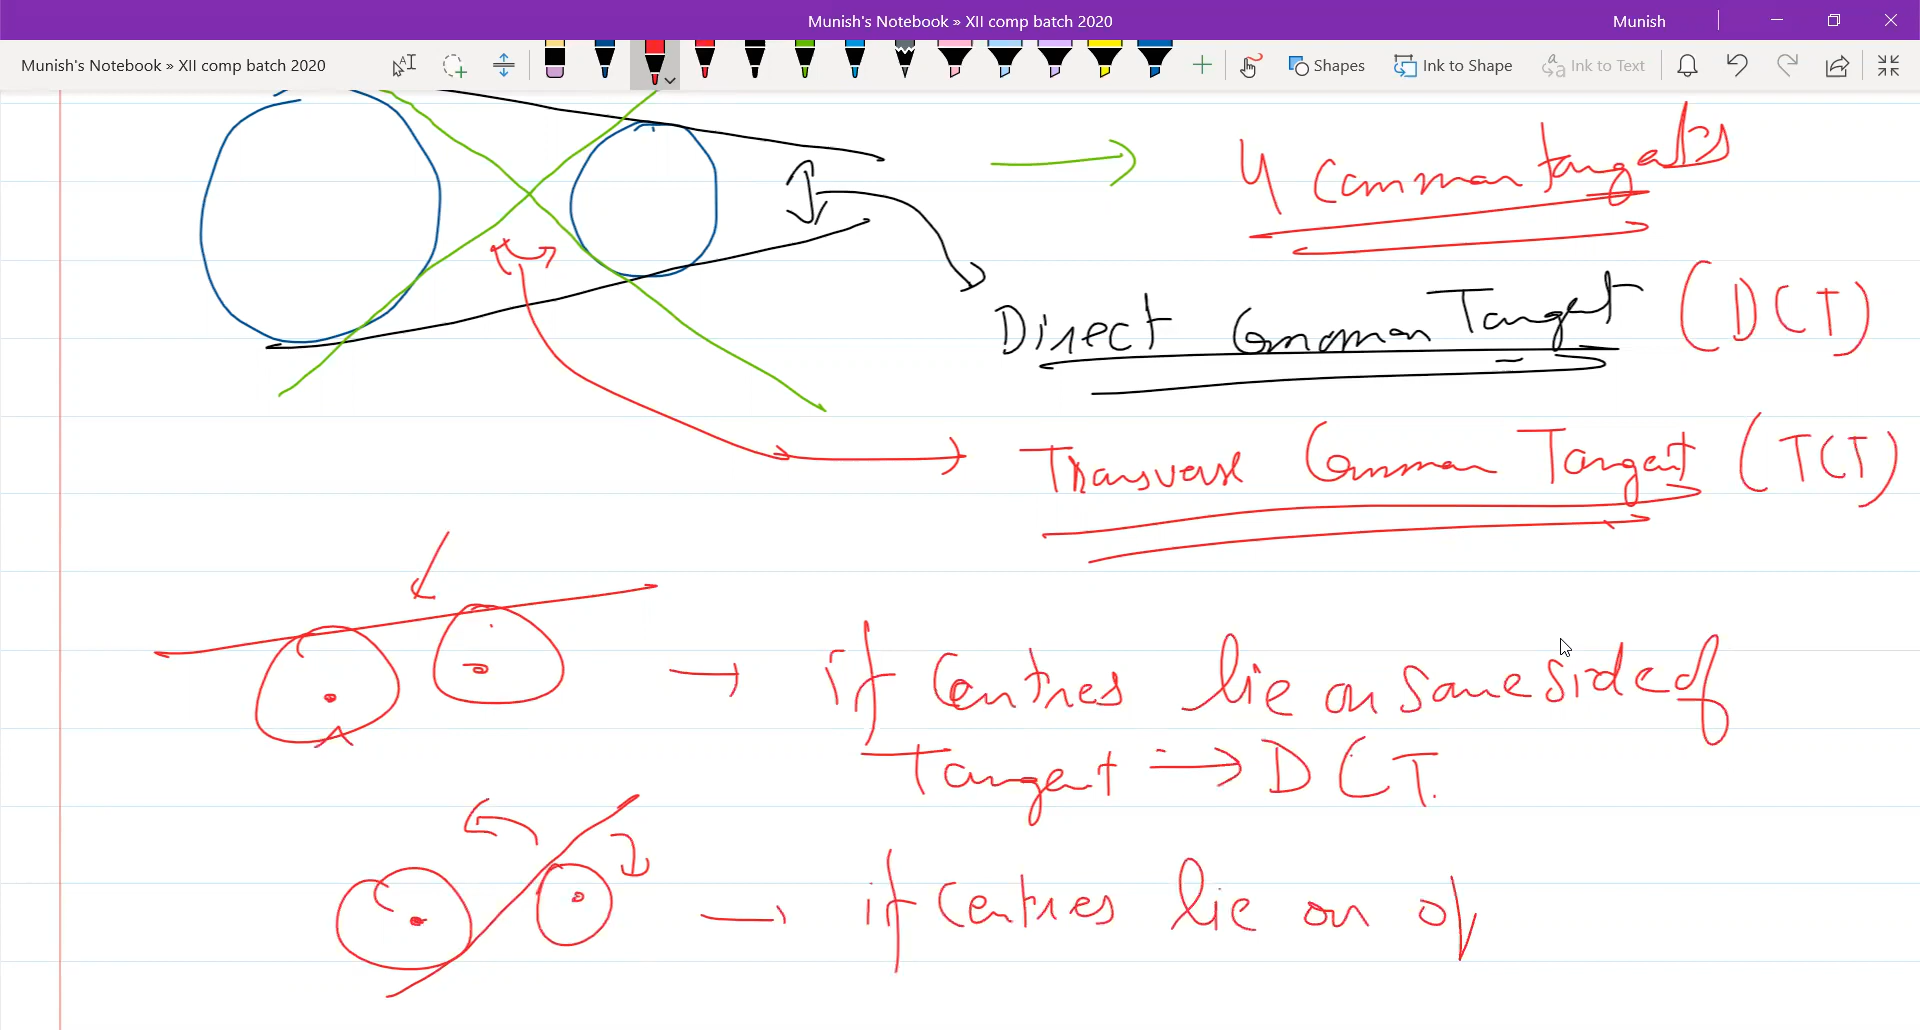 Munish's Notebook » XII comp batch 2020
Munish
Munish's Notebook » XII comp batch 2020
Shapes
Ink to Shape
Ink to Text
4 Common tangents
Direct Common Tangent (DCT)
Transverse Common Tangent (TCT)
if Centres lie on same side of
Tangent → DCT.
if Centres lie on op